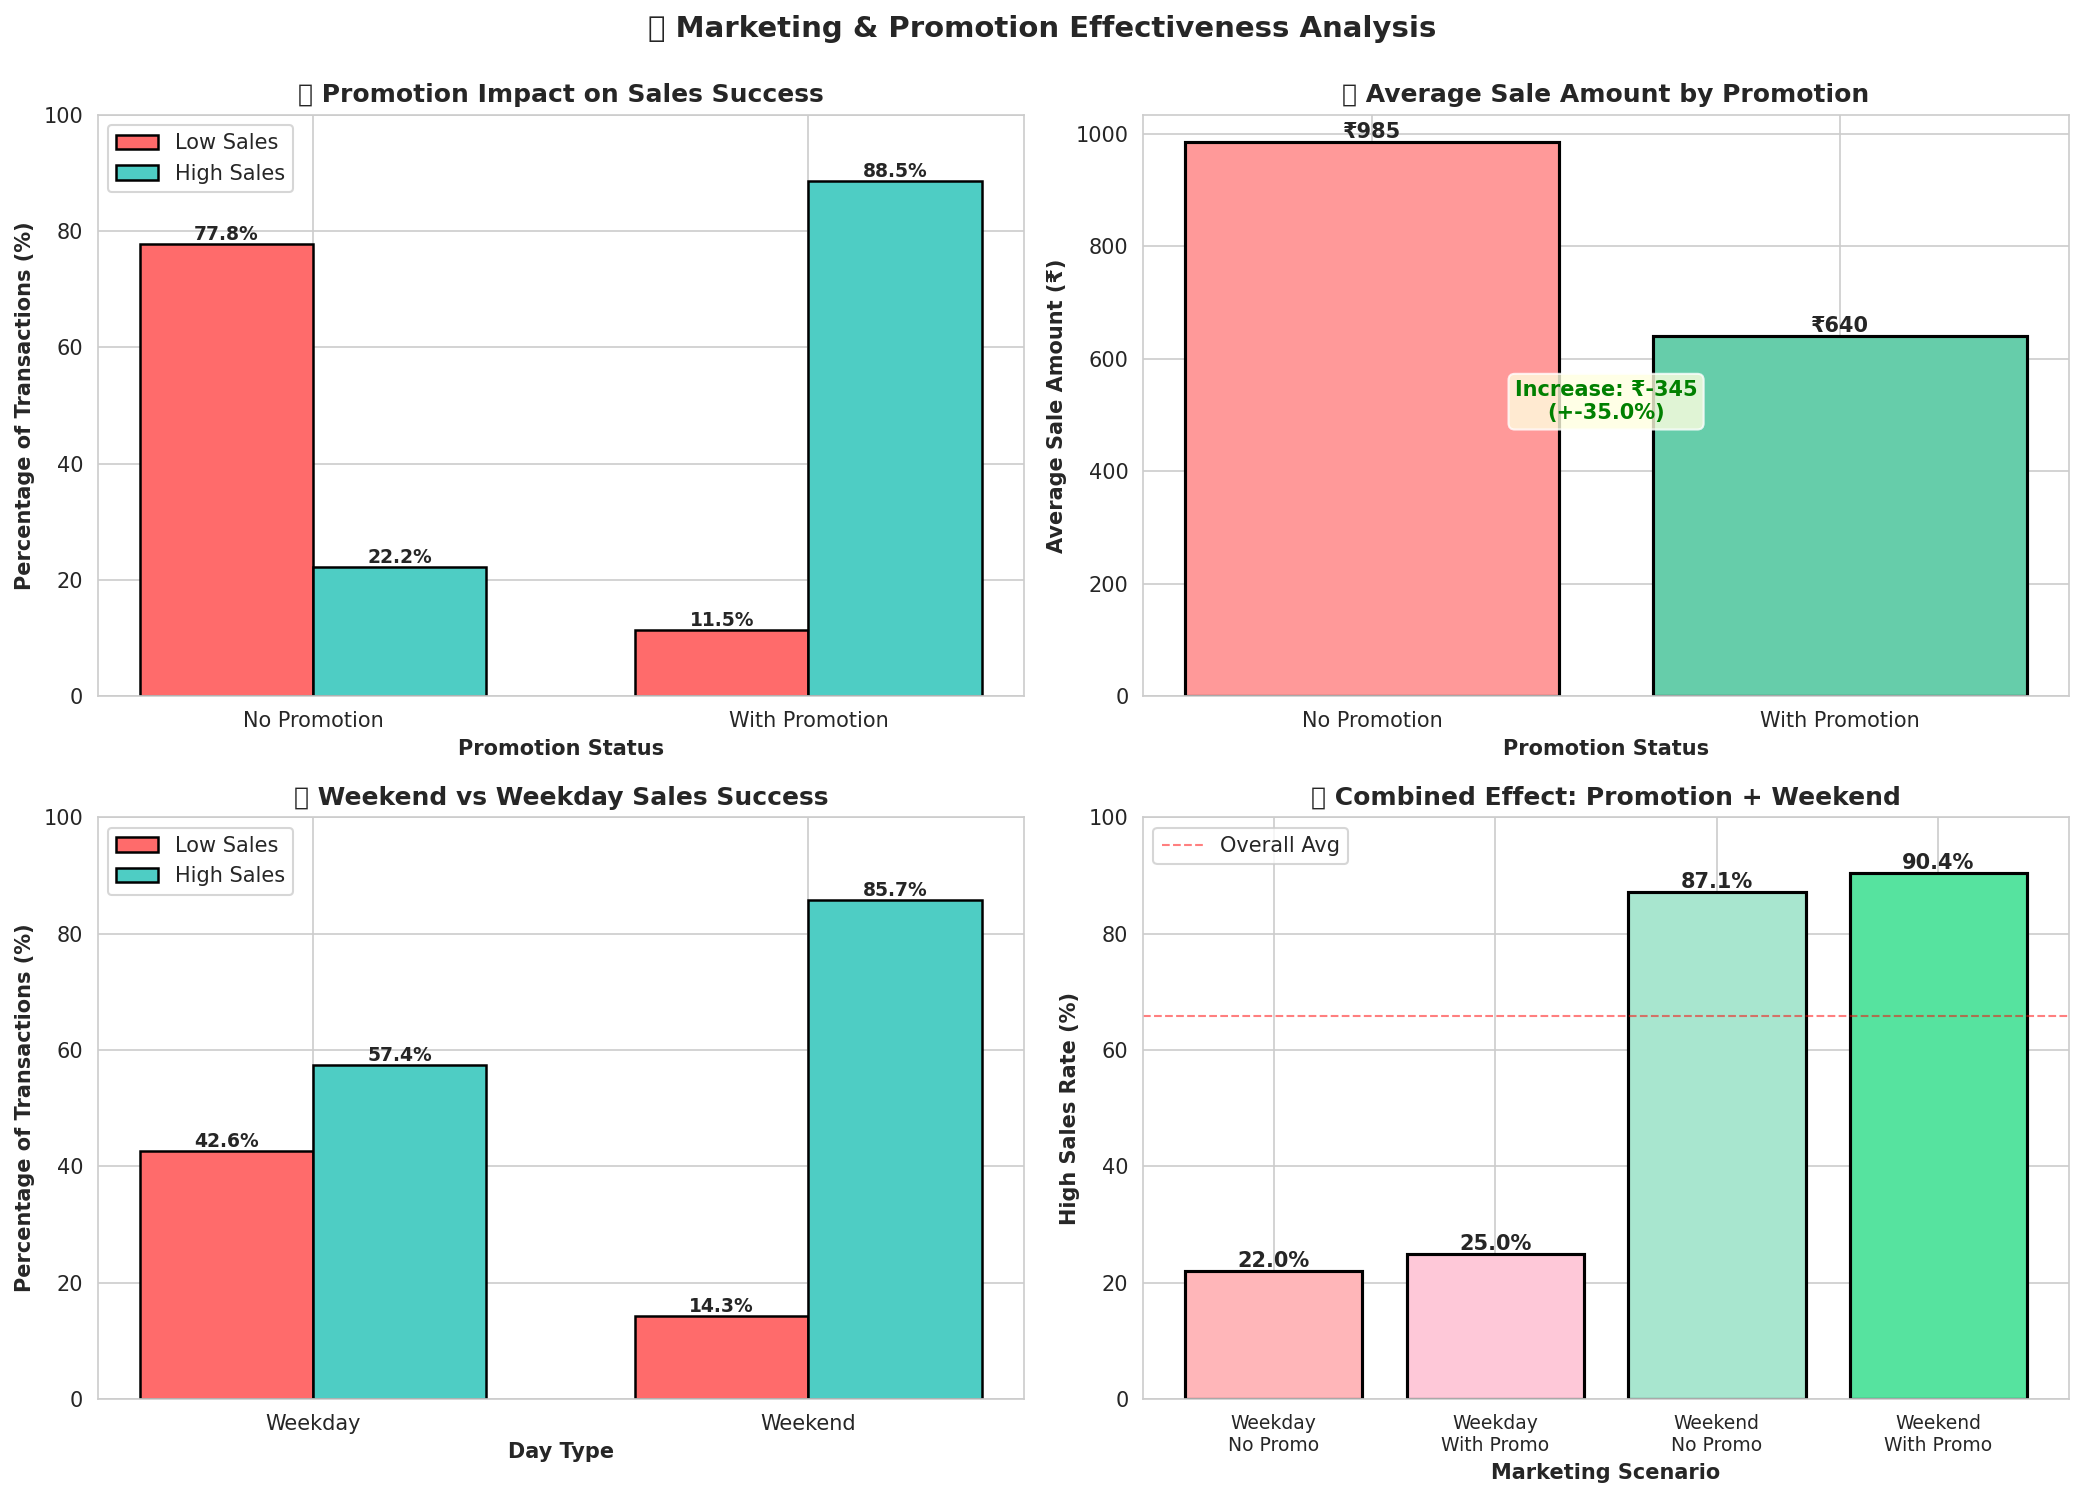 Marketing & Promotion Effectiveness Analysis
Promotion Impact on Sales Success
100
80
60
40
20
0
Percentage of Transactions (%)
Low Sales
High Sales
77.8%
22.2%
11.5%
88.5%
No Promotion
With Promotion
Promotion Status
Average Sale Amount by Promotion
1000
800
600
400
200
0
Average Sale Amount (₹)
₹985
₹640
Increase: ₹-345
(+-35.0%)
No Promotion
With Promotion
Promotion Status
Weekend vs Weekday Sales Success
100
80
60
40
20
0
Percentage of Transactions (%)
Low Sales
High Sales
42.6%
57.4%
14.3%
85.7%
Weekday
Weekend
Day Type
Combined Effect: Promotion + Weekend
100
80
60
40
20
0
High Sales Rate (%)
Overall Avg
22.0%
25.0%
87.1%
90.4%
Weekday
No Promo
Weekday
With Promo
Weekend
No Promo
Weekend
With Promo
Marketing Scenario